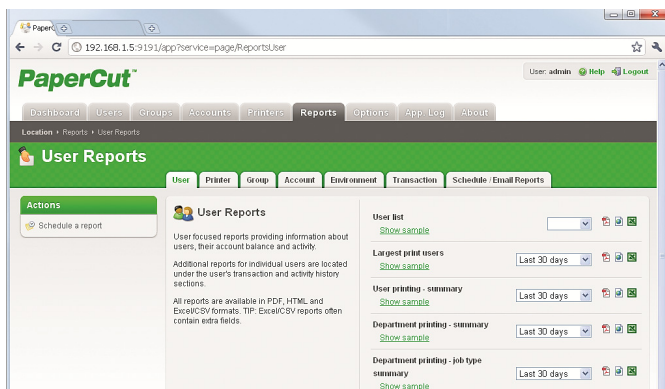 Paperc
192.168.1.5:9191/app?service=page/ReportsUser
PaperCut™
User: admin Help Logout
Dashboard Users Groups Accounts Printers Reports Options App. Log About
Location Reports User Reports
User Reports
User Printer Group Account Environment Transaction Schedule / Email Reports
Actions
Schedule a report
User Reports
User focused reports providing information about
users, their account balance and activity.
Additional reports for individual users are located
under the user's transaction and activity history
sections.
All reports are available in PDF, HTML and
Excel/CSV formats. TIP: Excel/CSV reports often
contain extra fields.
User list
Show sample
Largest print users
Show sample
Last 30 days
User printing - summary
Show sample
Last 30 days
Department printing - summary
Show sample
Last 30 days
Department printing - job type
summary
Show sample
Last 30 days